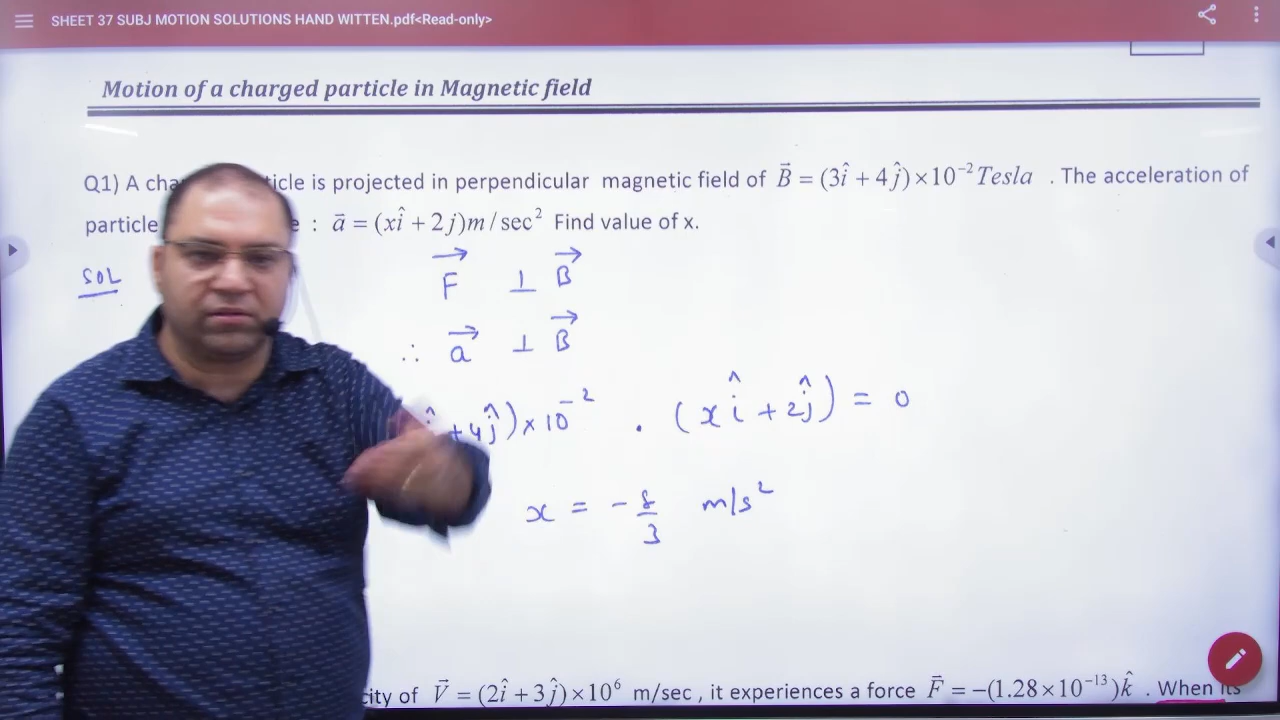 SHEET 37 SUBJ MOTION SOLUTIONS HAND WITTEN.pdf<Read-only>
Motion of a charged particle in Magnetic field
Q1) A is projected in perpendicular magnetic field of B⃗ = (3î + 4ĵ)×10⁻² Tesla . The acceleration of
particle : a⃗ = (xî + 2j)m/sec² Find value of x.
SOL
F⃗ ⊥ B⃗
∴ a⃗ ⊥ B⃗
+4ĵ)×10⁻² . (xî + 2ĵ) = 0
x = -8/3 m/s²
of V⃗ = (2î + 3ĵ)×10⁶ m/sec , it experiences a force F⃗ = −(1.28×10⁻¹³)k̂ . When its